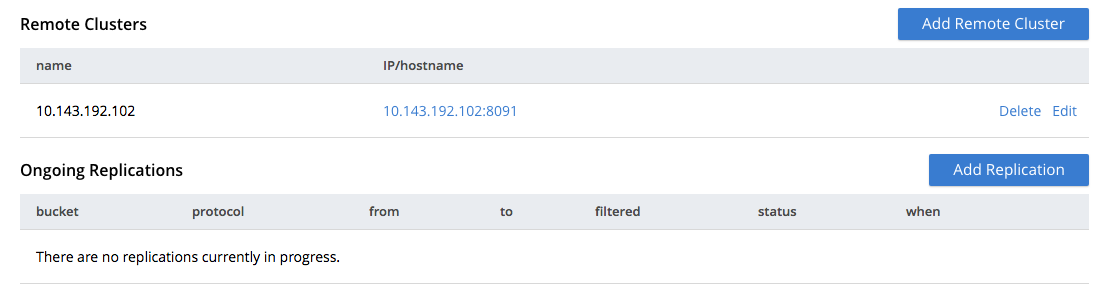 Remote Clusters
Add Remote Cluster
name IP/hostname
10.143.192.102 10.143.192.102:8091 Delete Edit
Ongoing Replications
Add Replication
bucket protocol from to filtered status when
There are no replications currently in progress.